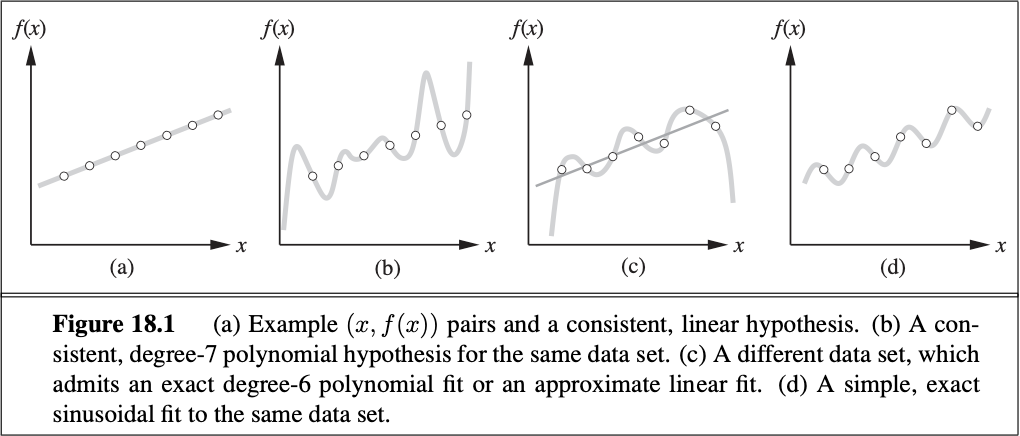 f(x) f(x) f(x) f(x)
x x x x
(a) (b) (c) (d)
Figure 18.1 (a) Example (x, f(x)) pairs and a consistent, linear hypothesis. (b) A con-
sistent, degree-7 polynomial hypothesis for the same data set. (c) A different data set, which
admits an exact degree-6 polynomial fit or an approximate linear fit. (d) A simple, exact
sinusoidal fit to the same data set.